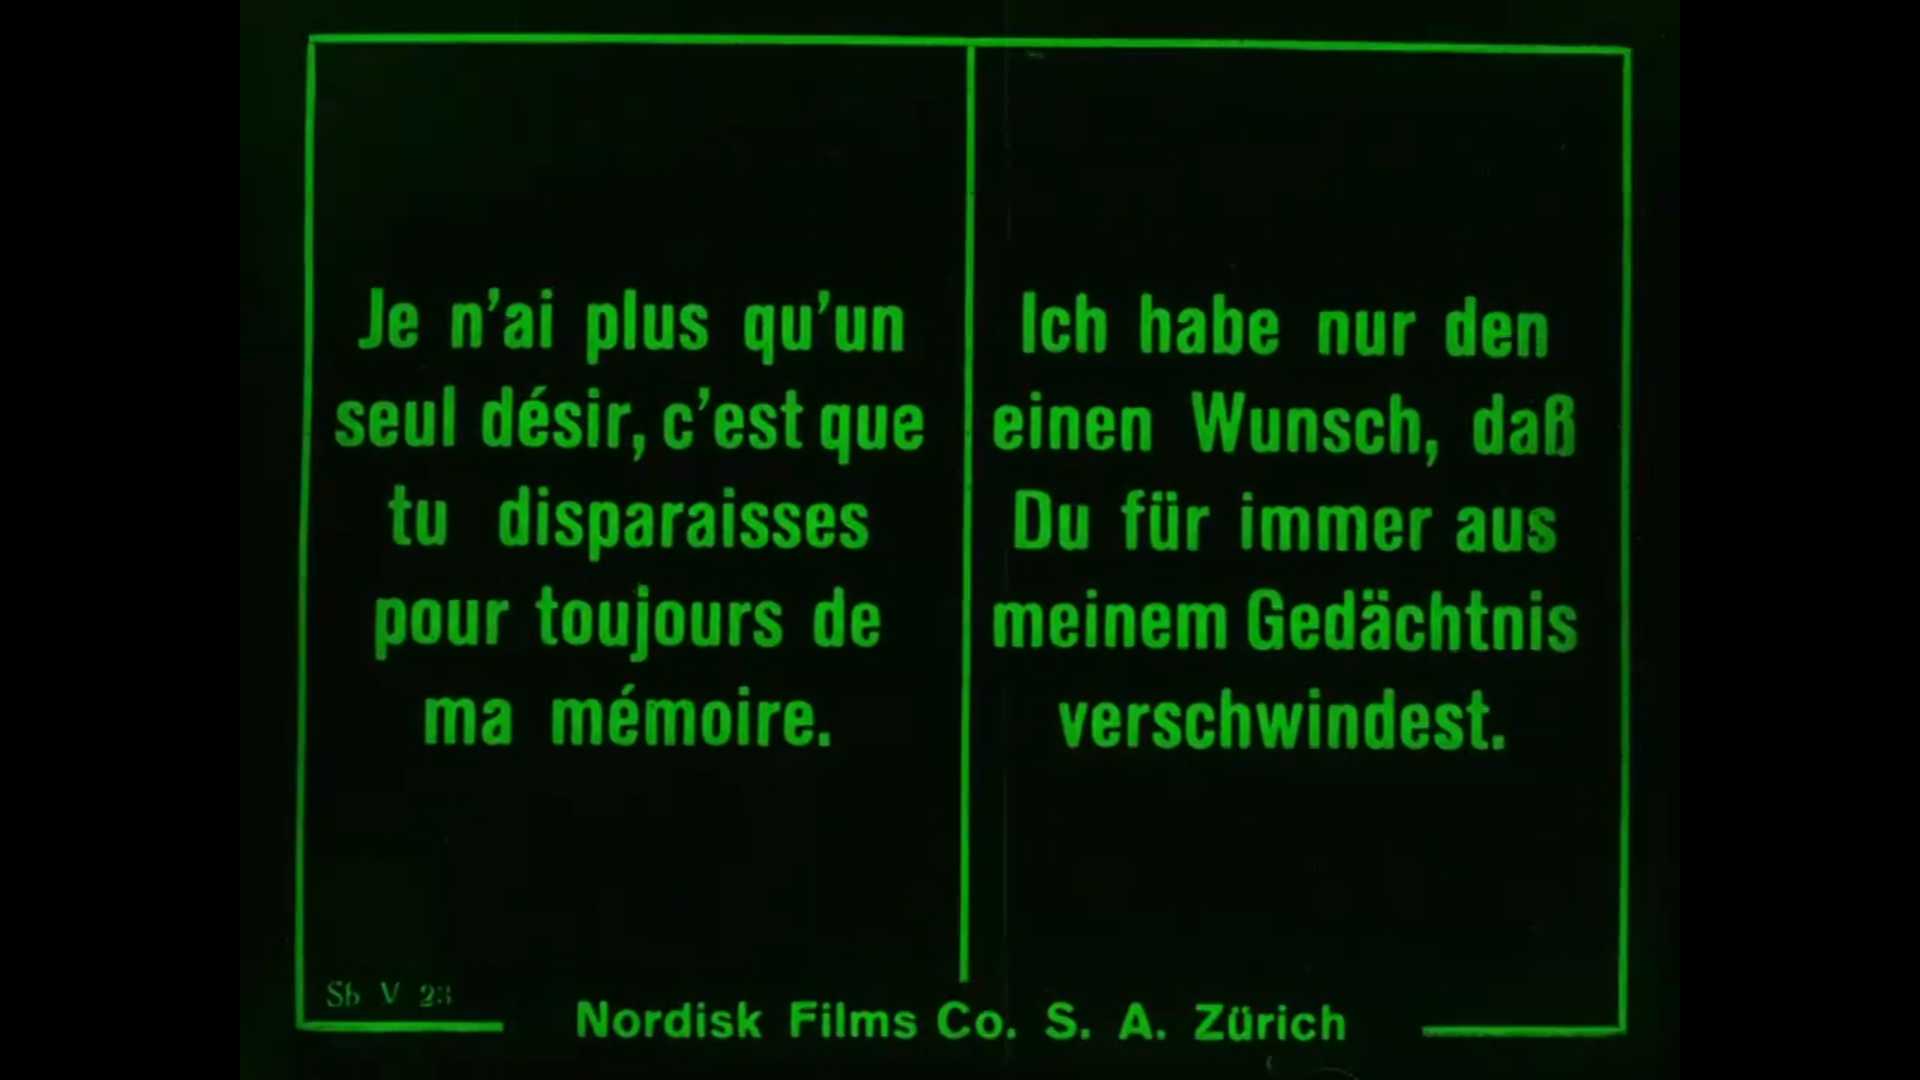 Je n'ai plus qu'un
seul désir, c'est que
tu disparaisses
pour toujours de
ma mémoire.
Ich habe nur den
einen Wunsch, daß
Du für immer aus
meinem Gedächtnis
verschwindest.
Sb V 23
Nordisk Films Co. S. A. Zürich